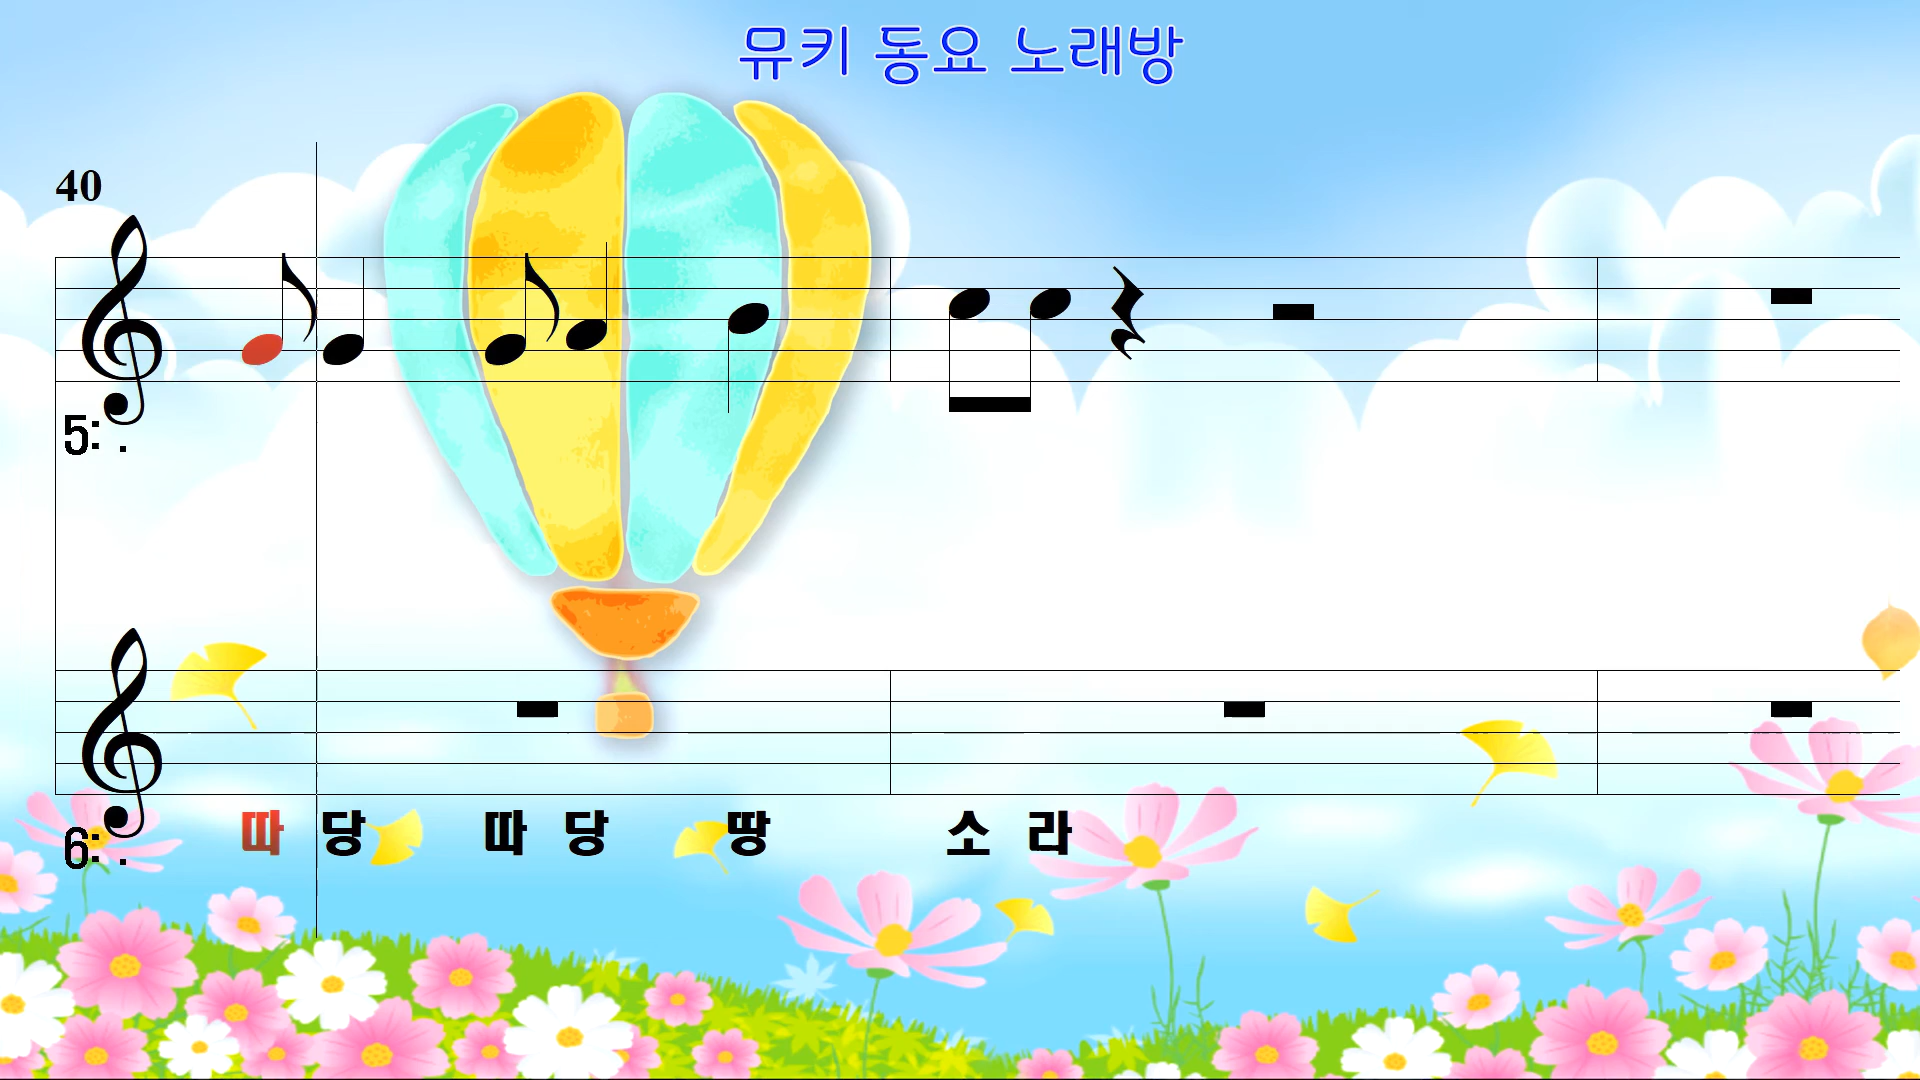 뮤키 동요 노래방
40
5: .
6: .
따 당 따 당 땅 소 라